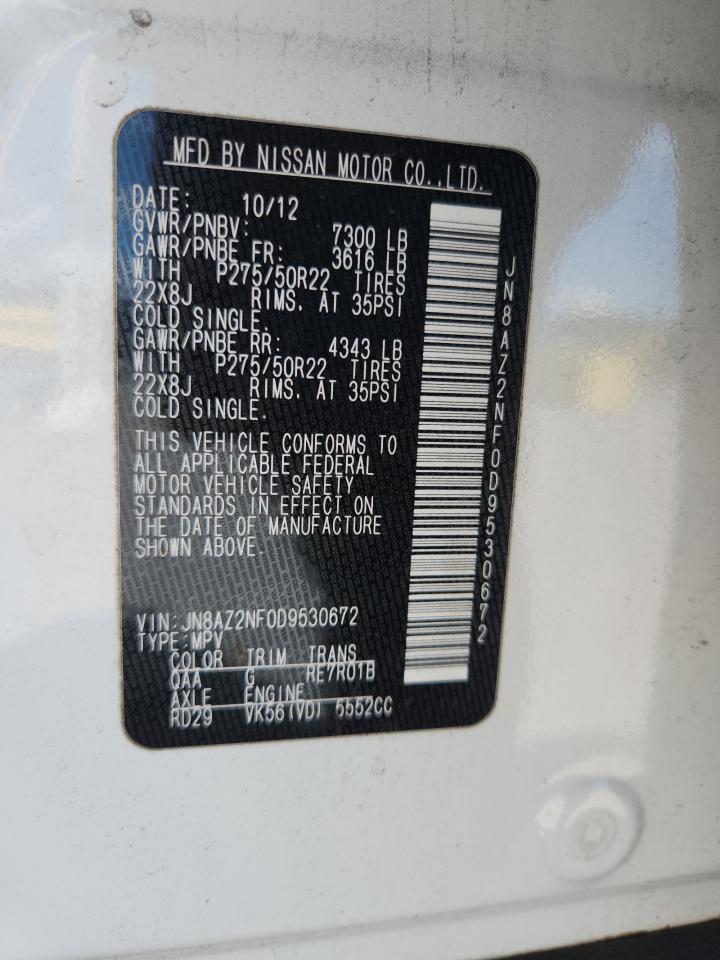 MFD BY NISSAN MOTOR CO.,LTD.
DATE: 10/12
GVWR/PNBV: 7300 LB
GAWR/PNBE FR: 3616 LB
WITH P275/50R22 TIRES
22X8J RIMS. AT 35PSI
COLD SINGLE.
GAWR/PNBE RR: 4343 LB
WITH P275/50R22 TIRES
22X8J RIMS. AT 35PSI
COLD SINGLE.
THIS VEHICLE CONFORMS TO
ALL APPLICABLE FEDERAL
MOTOR VEHICLE SAFETY
STANDARDS IN EFFECT ON
THE DATE OF MANUFACTURE
SHOWN ABOVE.
VIN:JN8AZ2NF0D9530672
TYPE:MPV
COLOR TRIM TRANS
QAA G RE7R01B
AXLE ENGINE
RD29 VK56(VD) 5552CC
JN8AZ2NF0D9530672